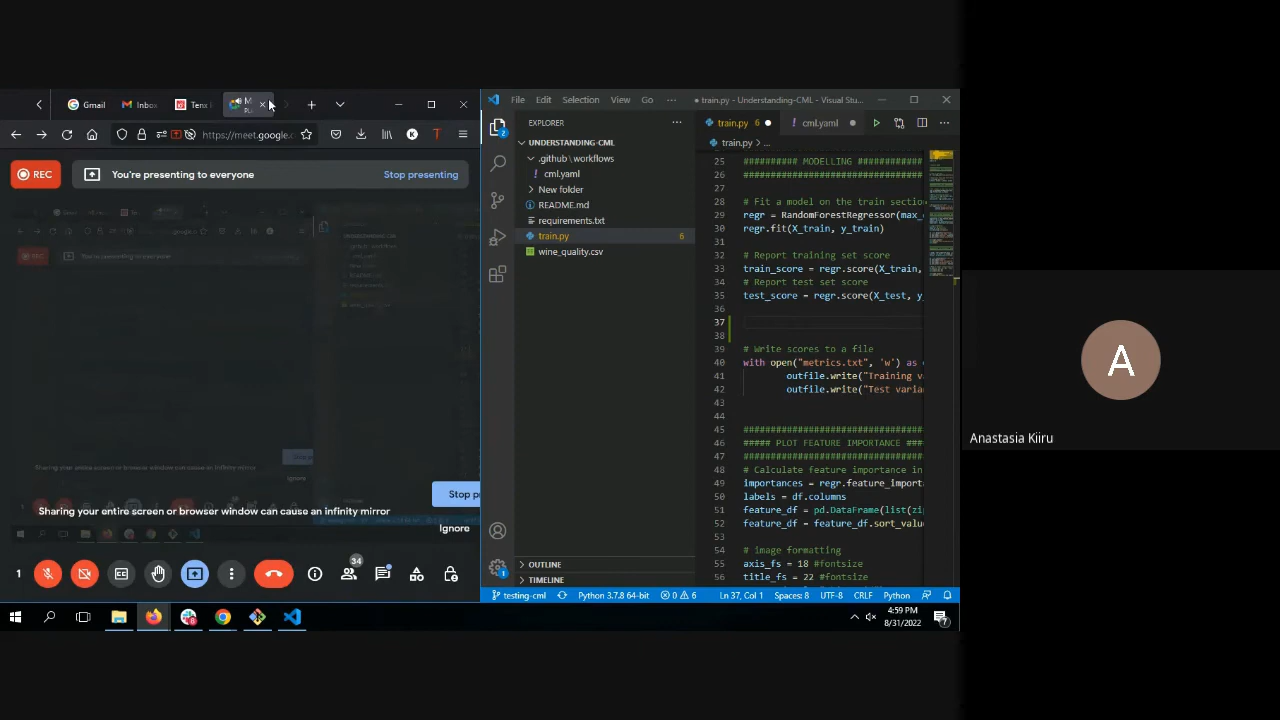 Gmail
Inbox
Tenx
M
https://meet.google.c
REC
You're presenting to everyone
Stop presenting
Stop p
Sharing your entire screen or browser window can cause an infinity mirror
Ignore
1
34
File Edit Selection View Go ··· ● train.py - Understanding-CML - Visual Stu...
EXPLORER
UNDERSTANDING-CML
.github\workflows
cml.yaml
New folder
README.md
requirements.txt
train.py 6
wine_quality.csv
OUTLINE
TIMELINE
train.py 6 ●
cml.yaml ●
train.py > ...
25 ########## MODELLING #############
26 #################################
27
28 # Fit a model on the train section
29 regr = RandomForestRegressor(max_
30 regr.fit(X_train, y_train)
31
32 # Report training set score
33 train_score = regr.score(X_train,
34 # Report test set score
35 test_score = regr.score(X_test, y_
36
37
38
39 # Write scores to a file
40 with open("metrics.txt", 'w') as
41 outfile.write("Training v
42 outfile.write("Test varia
43
44
45 #################################
46 ##### PLOT FEATURE IMPORTANCE ####
47 #################################
48 # Calculate feature importance in
49 importances = regr.feature_import
50 labels = df.columns
51 feature_df = pd.DataFrame(list(zip
52 feature_df = feature_df.sort_valu
53
54 # image formatting
55 axis_fs = 18 #fontsize
56 title_fs = 22 #fontsize
testing-cml
Python 3.7.8 64-bit
0 6
Ln 37, Col 1
Spaces: 8
UTF-8
CRLF
Python
4:59 PM
8/31/2022
A
Anastasia Kiiru